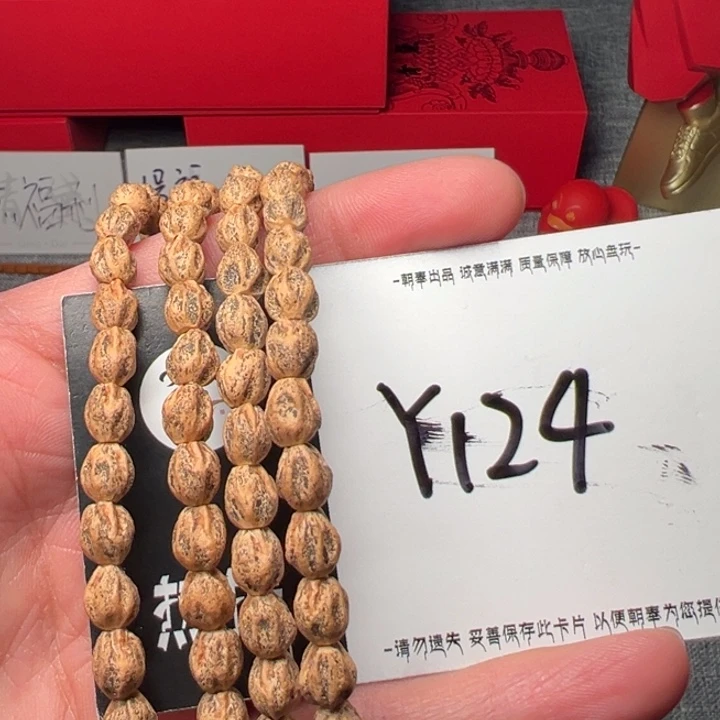 -朝奉出品 诚意满满 质量保障 放心盘玩-
Y124
-请勿遗失 妥善保存此卡片 以便朝奉为您提